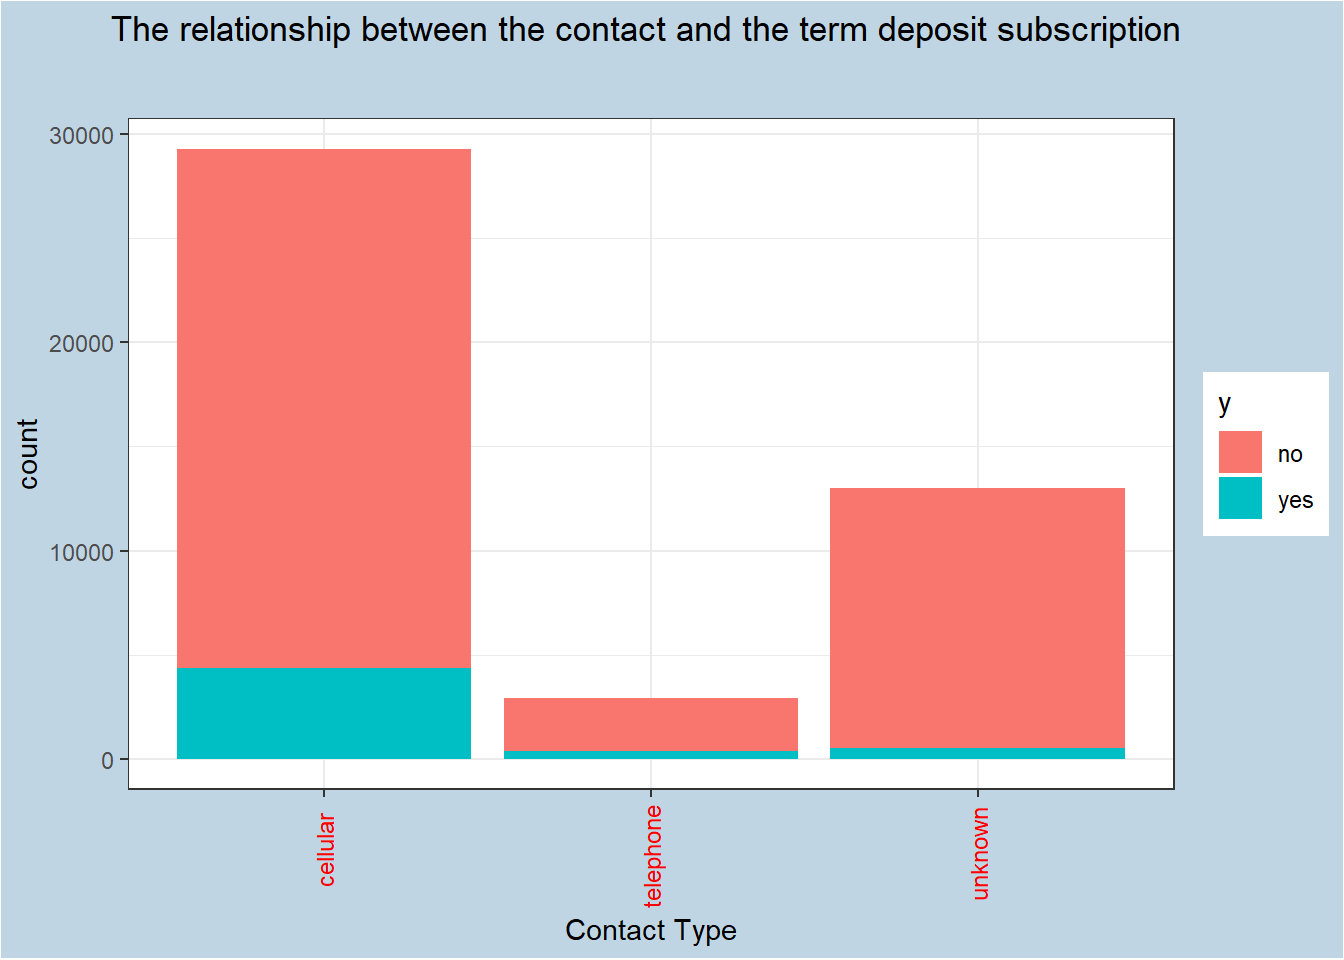 The relationship between the contact and the term deposit subscription
30000
20000
10000
0
count
cellular
telephone
unknown
Contact Type
y
no
yes